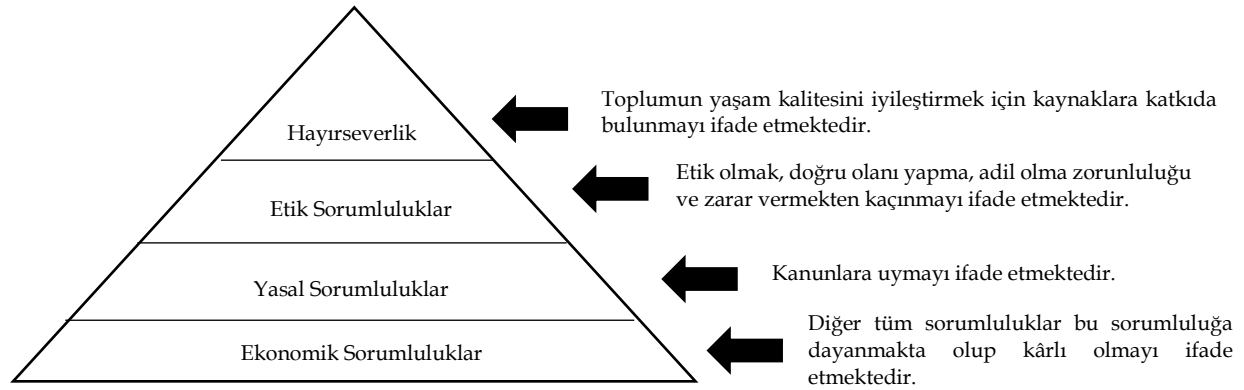 Hayırseverlik
Toplumun yaşam kalitesini iyileştirmek için kaynaklara katkıda
bulunmayı ifade etmektedir.
Etik Sorumluluklar
Etik olmak, doğru olanı yapma, adil olma zorunluluğu
ve zarar vermekten kaçınmayı ifade etmektedir.
Yasal Sorumluluklar
Kanunlara uymayı ifade etmektedir.
Ekonomik Sorumluluklar
Diğer tüm sorumluluklar bu sorumluluğa
dayanmakta olup kârlı olmayı ifade
etmektedir.